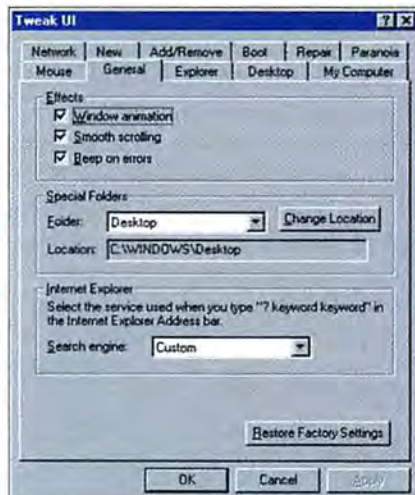 Tweak UI
Network New Add/Remove Boot Repair Paranoia
Mouse General Explorer Desktop My Computer
Effects
Window animation
Smooth scrolling
Beep on errors
Special Folders
Folder: Desktop Change Location
Location: C:\WINDOWS\Desktop
Internet Explorer
Select the service used when you type "? keyword keyword" in
the Internet Explorer Address bar.
Search engine: Custom
Restore Factory Settings
OK Cancel Apply